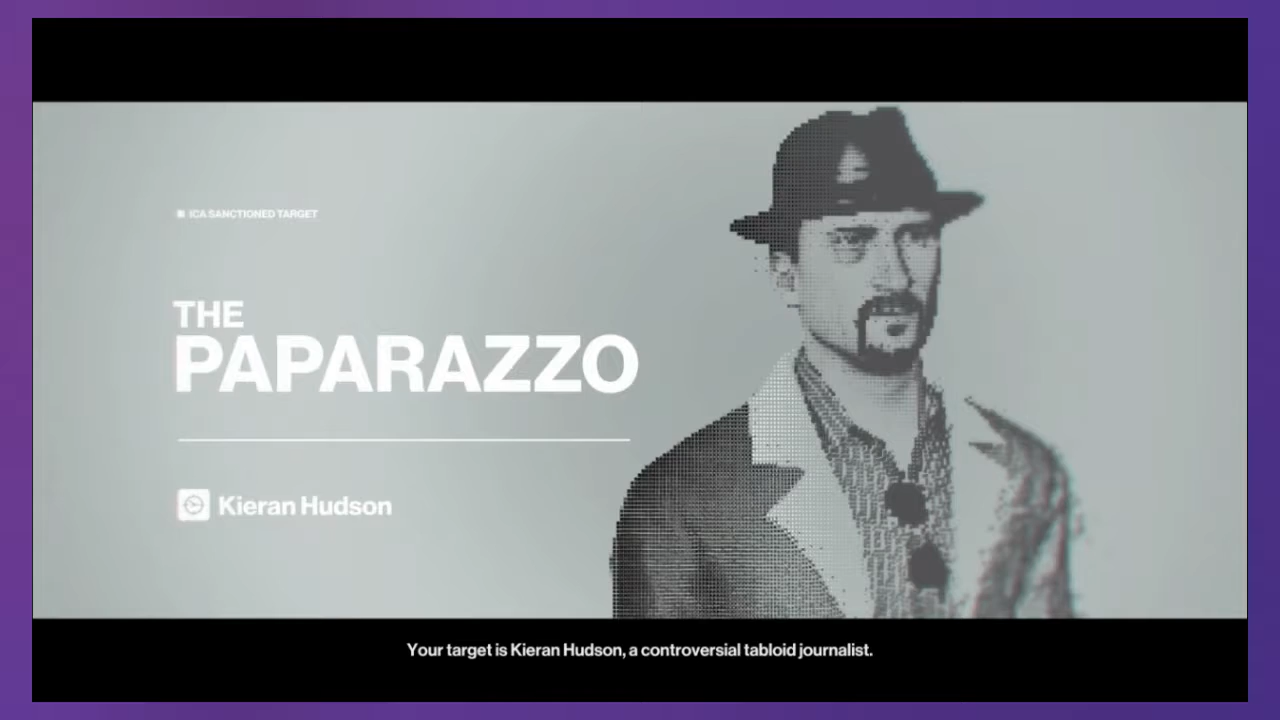 ICA SANCTIONED TARGET
THE
PAPARAZZO
Kieran Hudson
Your target is Kieran Hudson, a controversial tabloid journalist.